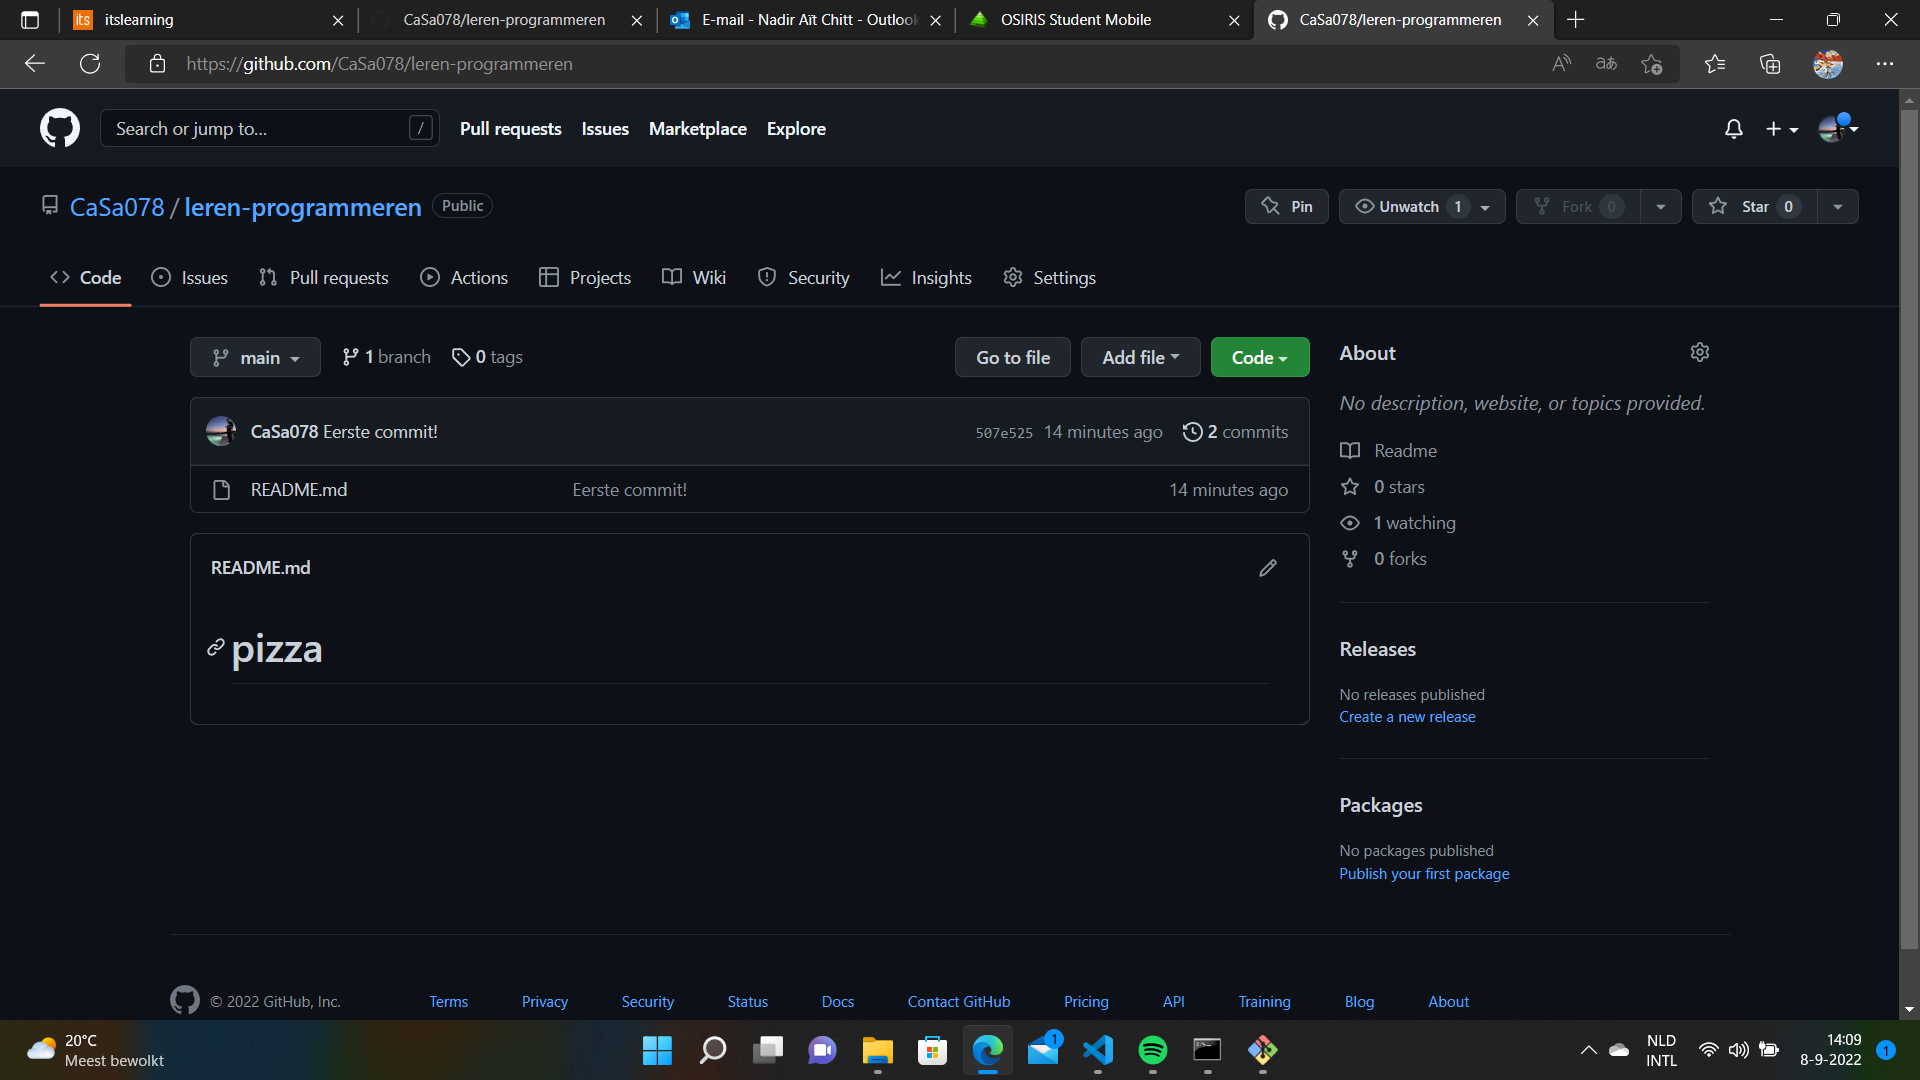 its itslearning
CaSa078/leren-programmeren
E-mail - Nadir Aït Chitt - Outlook
OSIRIS Student Mobile
CaSa078/leren-programmeren
https://github.com/CaSa078/leren-programmeren
Search or jump to... /
Pull requests Issues Marketplace Explore
CaSa078 / leren-programmeren Public
Pin Unwatch 1 Fork 0 Star 0
Code Issues Pull requests Actions Projects Wiki Security Insights Settings
main 1 branch 0 tags Go to file Add file Code
CaSa078 Eerste commit! 507e525 14 minutes ago 2 commits
README.md Eerste commit! 14 minutes ago
README.md
pizza
About
No description, website, or topics provided.
Readme
0 stars
1 watching
0 forks
Releases
No releases published
Create a new release
Packages
No packages published
Publish your first package
© 2022 GitHub, Inc. Terms Privacy Security Status Docs Contact GitHub Pricing API Training Blog About
20°C
Meest bewolkt
1
NLD
INTL
14:09
8-9-2022
1